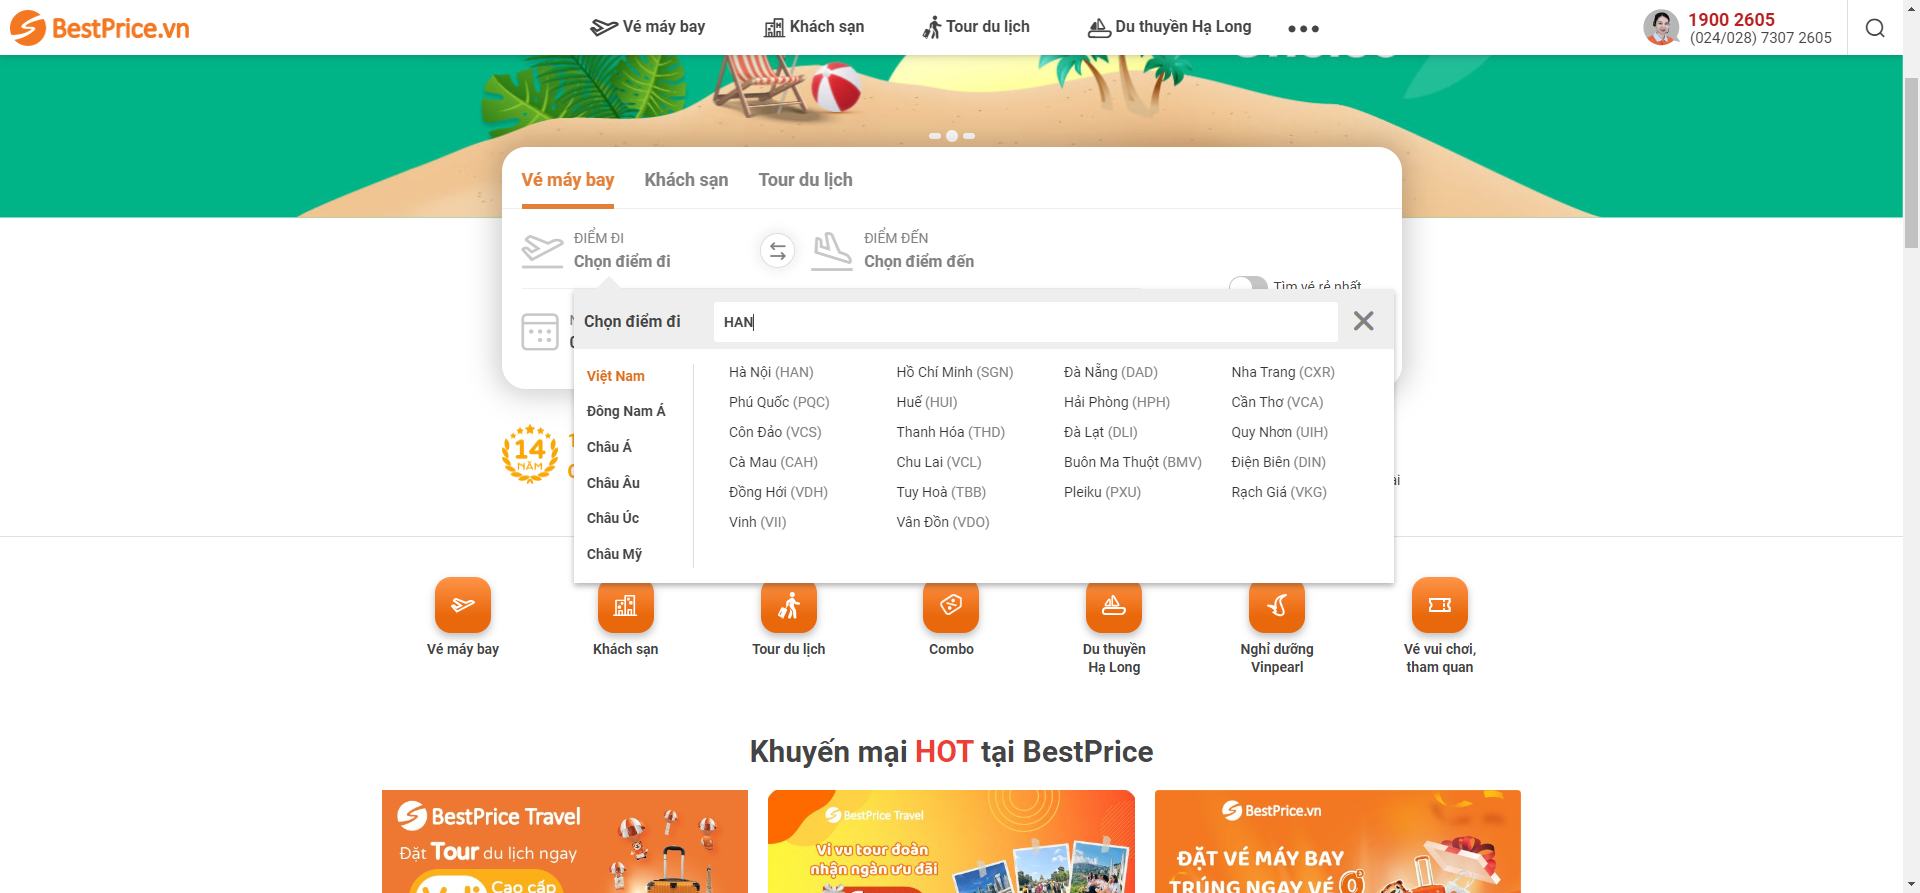 BestPrice.vn
Vé máy bay
Khách sạn
Tour du lịch
Du thuyền Hạ Long
1900 2605
(024/028) 7307 2605
Vé máy bay
Khách sạn
Tour du lịch
ĐIỂM ĐI
Chọn điểm đi
ĐIỂM ĐẾN
Chọn điểm đến
Tìm vé rẻ nhất
Chọn điểm đi
HAN
Việt Nam
Đông Nam Á
Châu Á
Châu Âu
Châu Úc
Châu Mỹ
Hà Nội (HAN)
Hồ Chí Minh (SGN)
Đà Nẵng (DAD)
Nha Trang (CXR)
Phú Quốc (PQC)
Huế (HUI)
Hải Phòng (HPH)
Cần Thơ (VCA)
Côn Đảo (VCS)
Thanh Hóa (THD)
Đà Lạt (DLI)
Quy Nhơn (UIH)
Cà Mau (CAH)
Chu Lai (VCL)
Buôn Ma Thuột (BMV)
Điện Biên (DIN)
Đồng Hới (VDH)
Tuy Hoà (TBB)
Pleiku (PXU)
Rạch Giá (VKG)
Vinh (VII)
Vân Đồn (VDO)
14
NĂM
Vé máy bay
Khách sạn
Tour du lịch
Combo
Du thuyền
Hạ Long
Nghỉ dưỡng
Vinpearl
Vé vui chơi,
tham quan
Khuyến mại HOT tại BestPrice
BestPrice Travel
Đặt Tour du lịch ngay
Cao cấp
BestPrice Travel
Vi vu tour đoàn
nhận ngàn ưu đãi
BestPrice.vn
ĐẶT VÉ MÁY BAY
TRÚNG NGAY VÉ 0